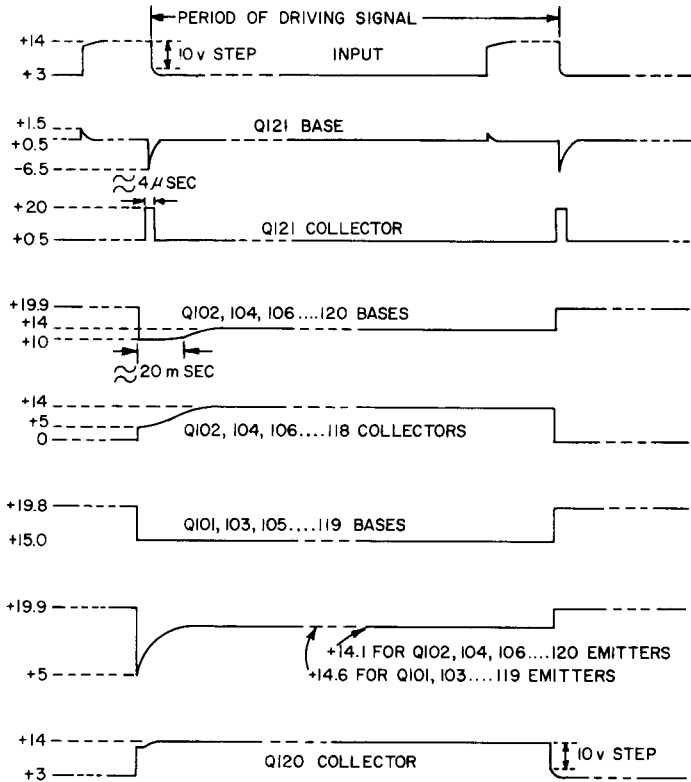 PERIOD OF DRIVING SIGNAL
+14
10 v STEP
INPUT
+3
+1.5
Q121 BASE
+0.5
-6.5
≈ 4 μ SEC
+20
Q121 COLLECTOR
+0.5
+19.9
Q102, 104, 106....120 BASES
+14
+10
≈ 20 m SEC
+14
+5
Q102, 104, 106....118 COLLECTORS
0
+19.8
Q101, 103, 105....119 BASES
+15.0
+19.9
+14.1 FOR Q102, 104, 106....120 EMITTERS
+5
+14.6 FOR Q101, 103....119 EMITTERS
+14
Q120 COLLECTOR
10 v STEP
+3